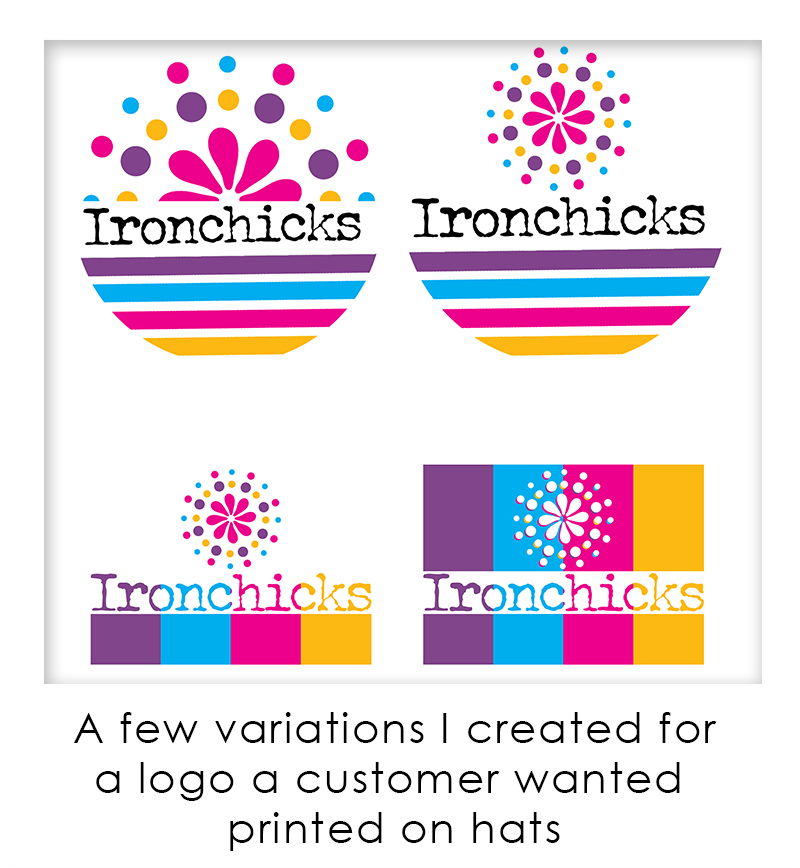 Ironchicks
Ironchicks
Ironchicks
Ironchicks
A few variations I created for
a logo a customer wanted
printed on hats